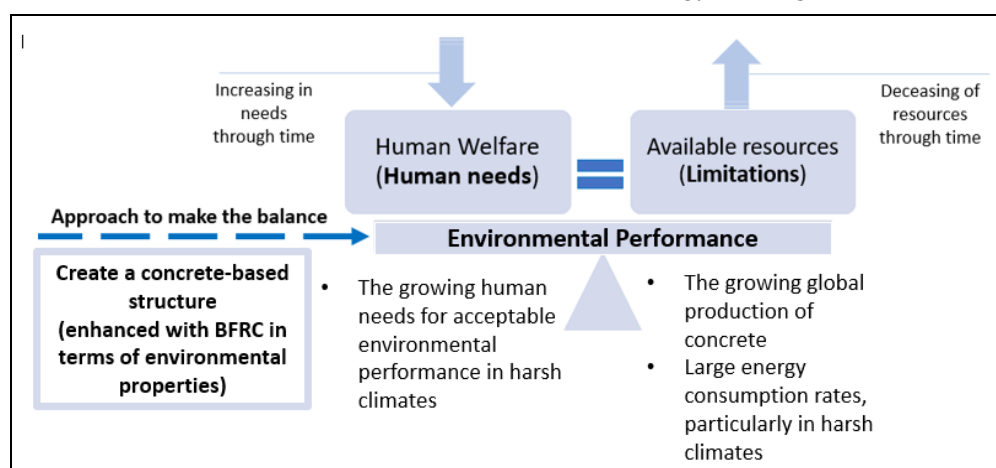 Increasing in
needs
through time
Deceasing of
resources
through time
Human Welfare
(Human needs)
Available resources
(Limitations)
Approach to make the balance
Environmental Performance
Create a concrete-based
structure
(enhanced with BFRC in
terms of environmental
properties)
• The growing human
needs for acceptable
environmental
performance in harsh
climates
• The growing global
production of
concrete
• Large energy
consumption rates,
particularly in harsh
climates